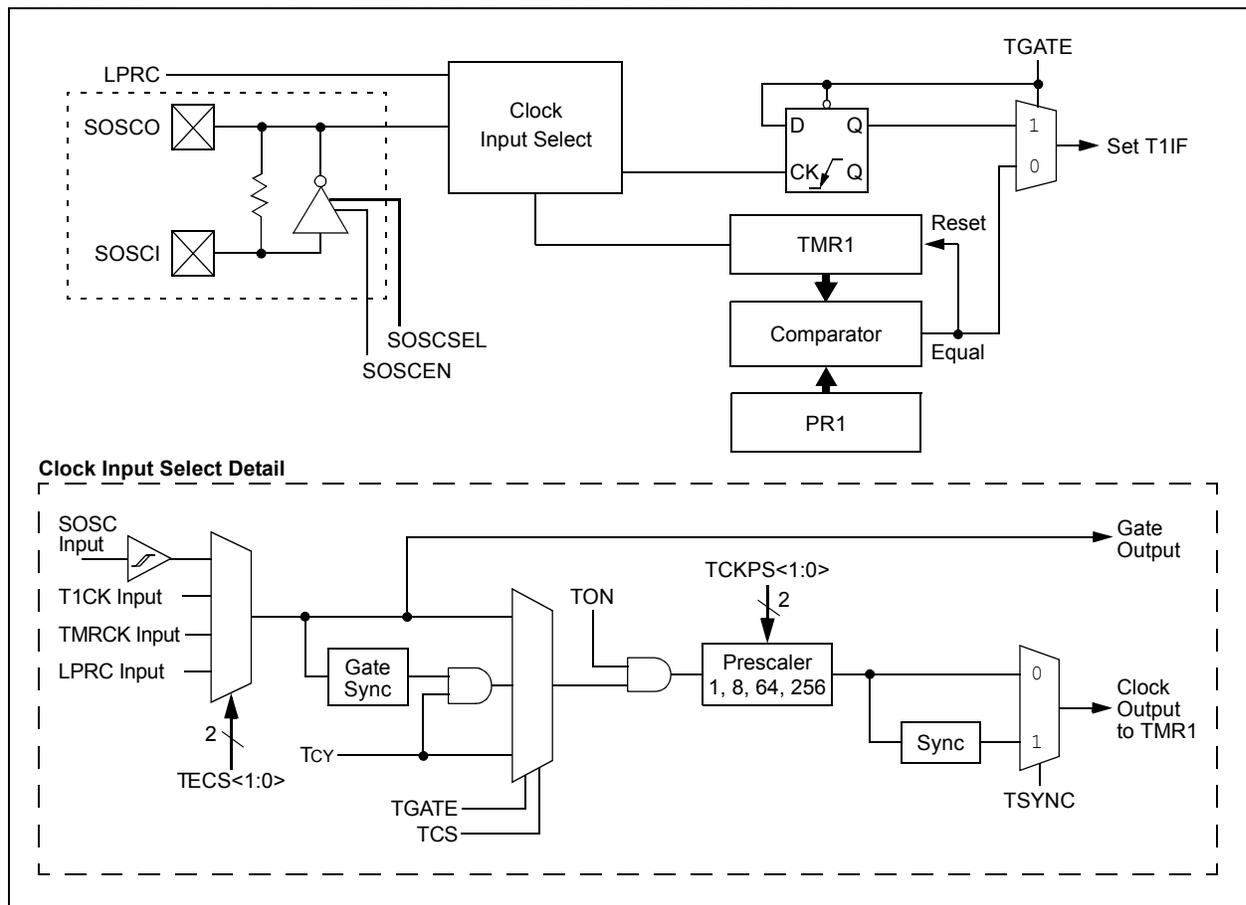 TGATE
LPRC
SOSCO
Clock
Input Select
D
Q
CK
Q
1
0
Set T1IF
SOSCI
TMR1
Reset
SOSCSEL
SOSCEN
Comparator
Equal
PR1
Clock Input Select Detail
SOSC
Input
T1CK Input
TMRCK Input
LPRC Input
2
TECS<1:0>
Gate
Sync
TCY
TGATE
TCS
TON
TCKPS<1:0>
2
Prescaler
1, 8, 64, 256
Gate
Output
0
Sync
1
Clock
Output
to TMR1
TSYNC